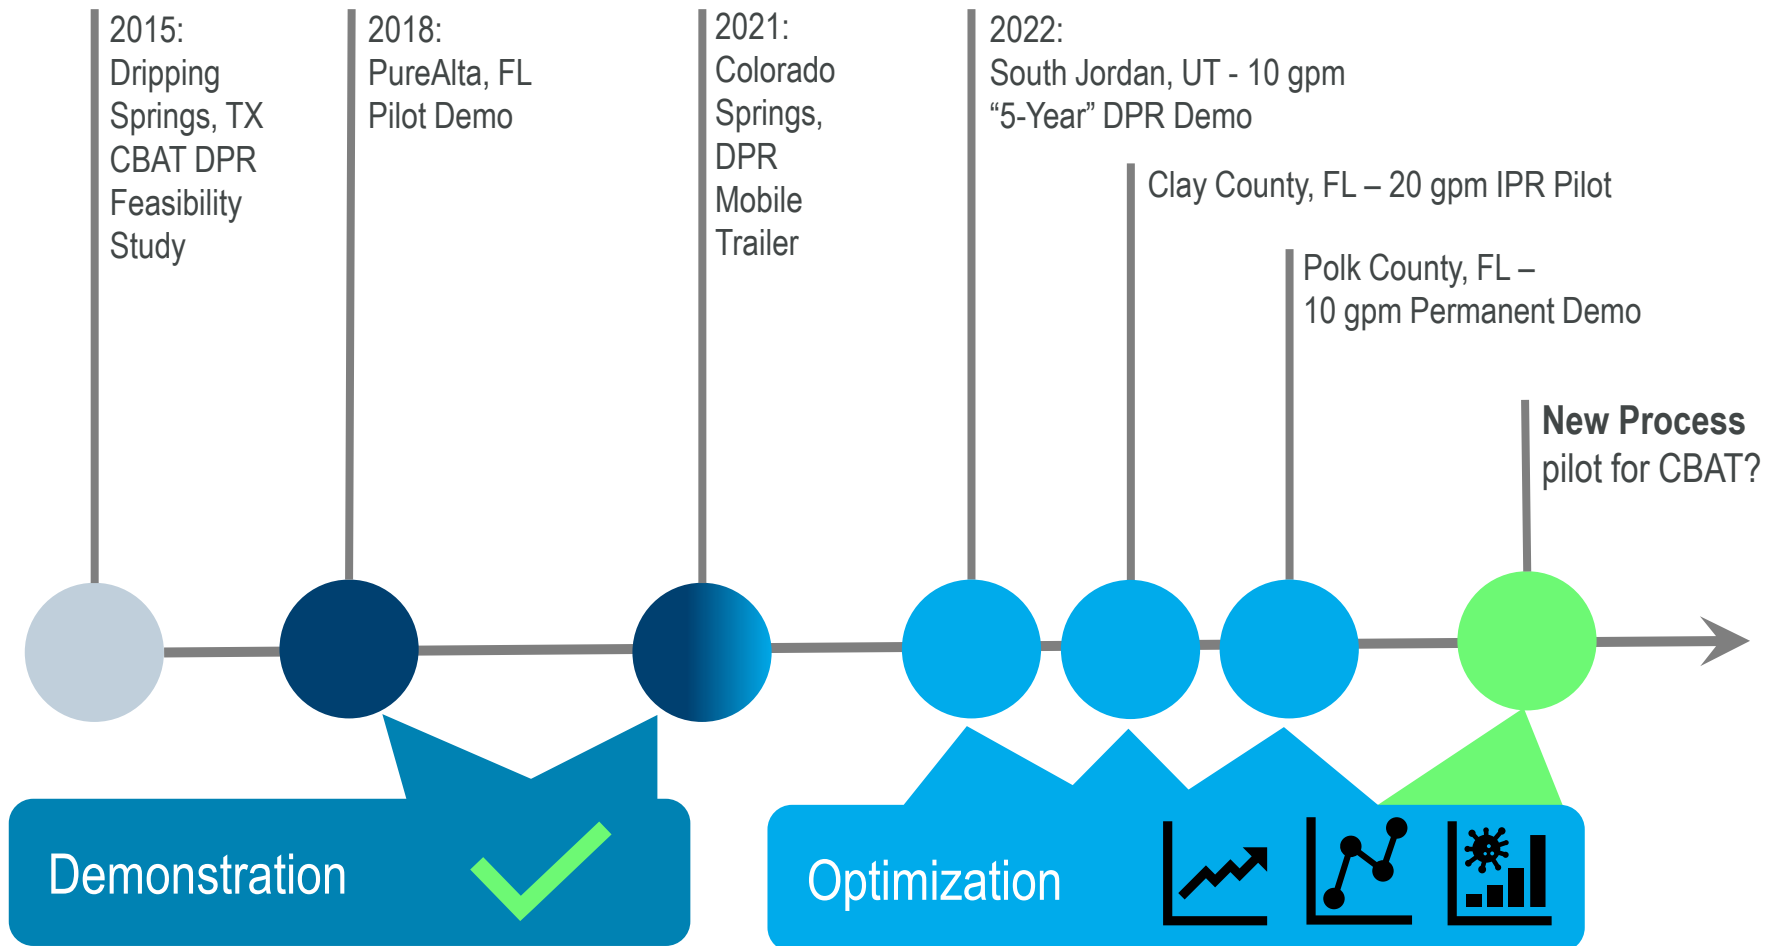 2015:
Dripping
Springs, TX
CBAT DPR
Feasibility
Study
2018:
PureAlta, FL
Pilot Demo
2021:
Colorado
Springs,
DPR
Mobile
Trailer
2022:
South Jordan, UT - 10 gpm
“5-Year” DPR Demo
Clay County, FL – 20 gpm IPR Pilot
Polk County, FL –
10 gpm Permanent Demo
New Process
pilot for CBAT?
Demonstration
Optimization